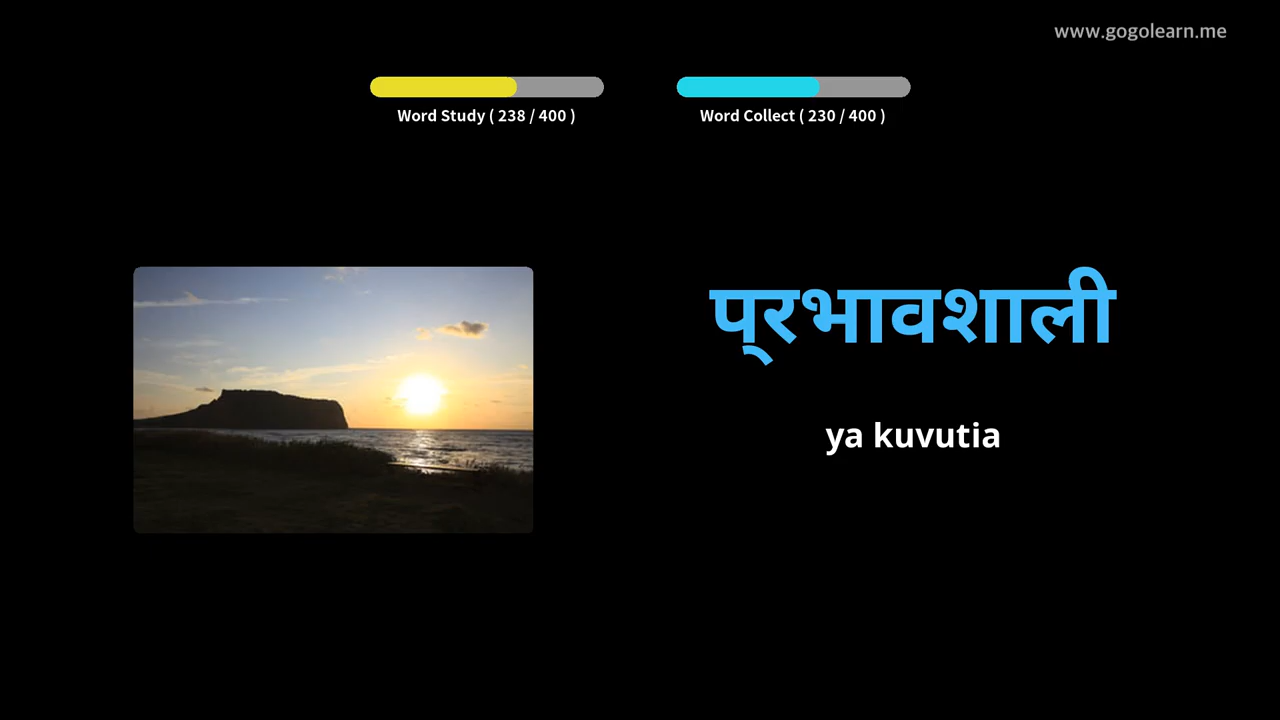 www.gogolearn.me
Word Study ( 238 / 400 )
Word Collect ( 230 / 400 )
प्रभावशाली
ya kuvutia